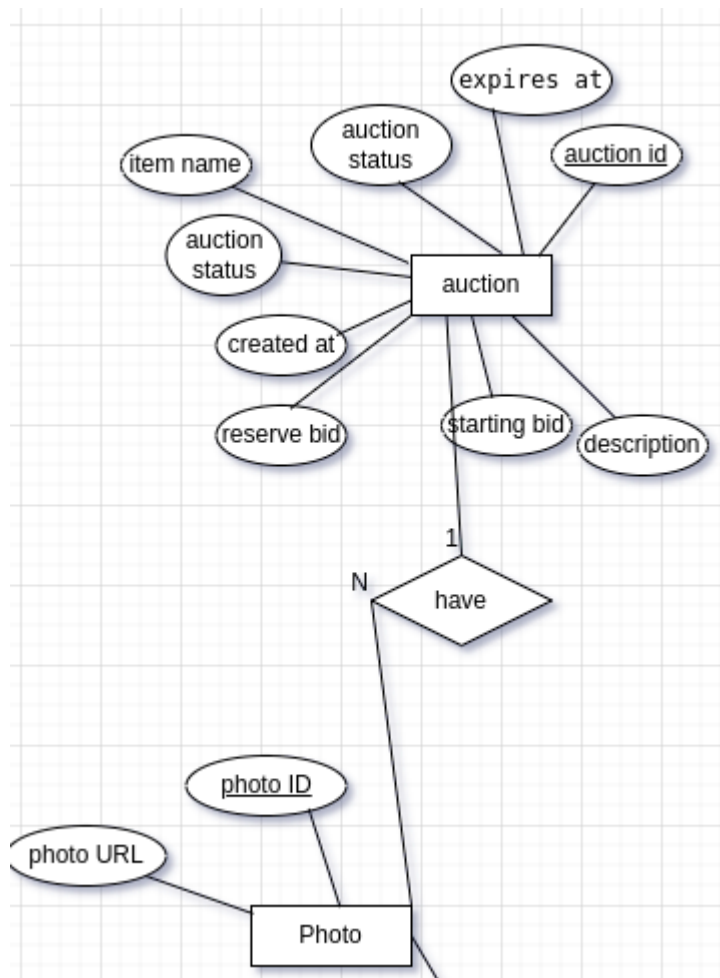 expires at
auction
status
auction id
item name
auction
status
auction
created at
reserve bid
starting bid
description
1
N
have
photo ID
photo URL
Photo